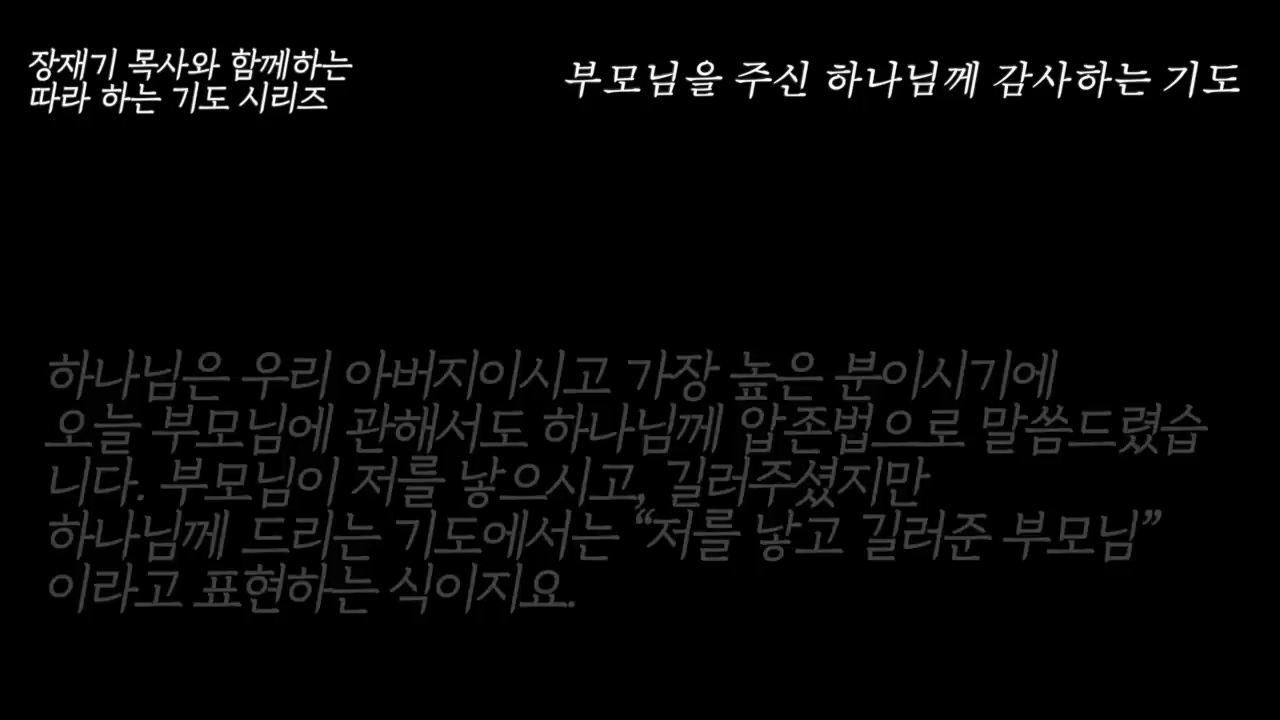 장재기 목사와 함께하는
따라 하는 기도 시리즈
부모님을 주신 하나님께 감사하는 기도
하나님은 우리 아버지이시고 가장 높은 분이시기에
오늘 부모님에 관해서도 하나님께 압존법으로 말씀드렸습
니다. 부모님이 저를 낳으시고, 길러주셨지만
하나님께 드리는 기도에서는 “저를 낳고 길러준 부모님”
이라고 표현하는 식이지요.